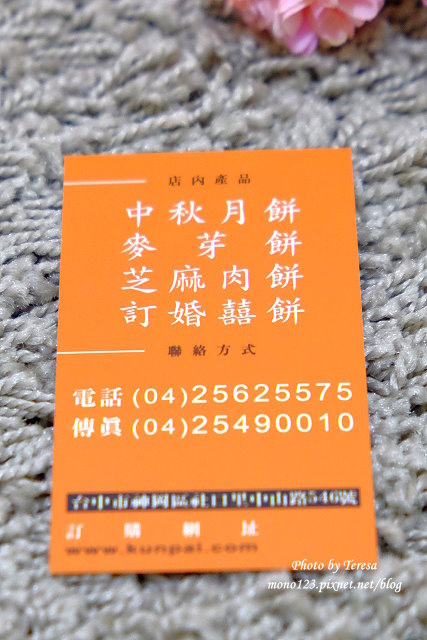 店內產品
中秋月餅
麥芽餅
芝麻肉餅
訂婚囍餅
聯絡方式
電話 (04)25625575
傳眞 (04)25490010
台中市神岡區社口里中山路546號
訂購網址
www.kunpai.com
Photo by Teresa
mono123.pixnet.net/blog